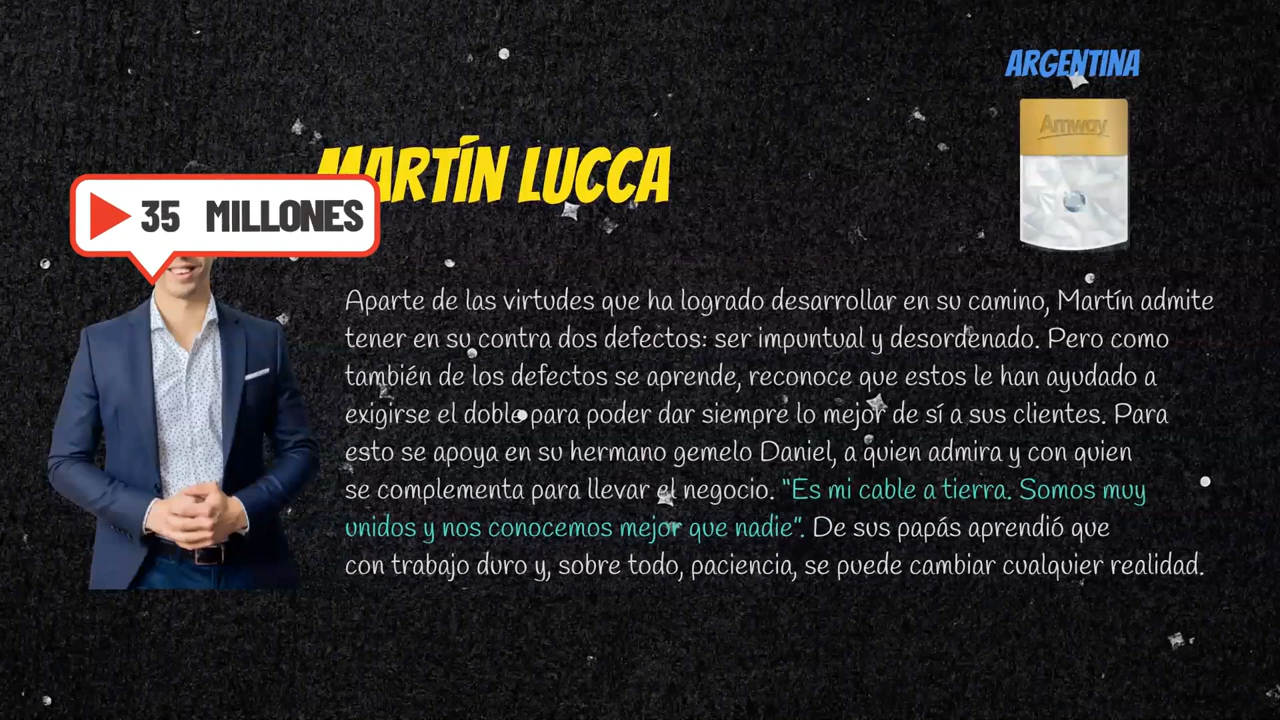 ARGENTINA
Amway
MARTÍN LUCCA
35 MILLONES
Aparte de las virtudes que ha logrado desarrollar en su camino, Martín admite
tener en su contra dos defectos: ser impuntual y desordenado. Pero como
también de los defectos se aprende, reconoce que estos le han ayudado a
exigirse el doble para poder dar siempre lo mejor de sí a sus clientes. Para
esto se apoya en su hermano gemelo Daniel, a quien admira y con quien
se complementa para llevar el negocio. "Es mi cable a tierra. Somos muy
unidos y nos conocemos mejor que nadie". De sus papás aprendió que
con trabajo duro y, sobre todo, paciencia, se puede cambiar cualquier realidad.